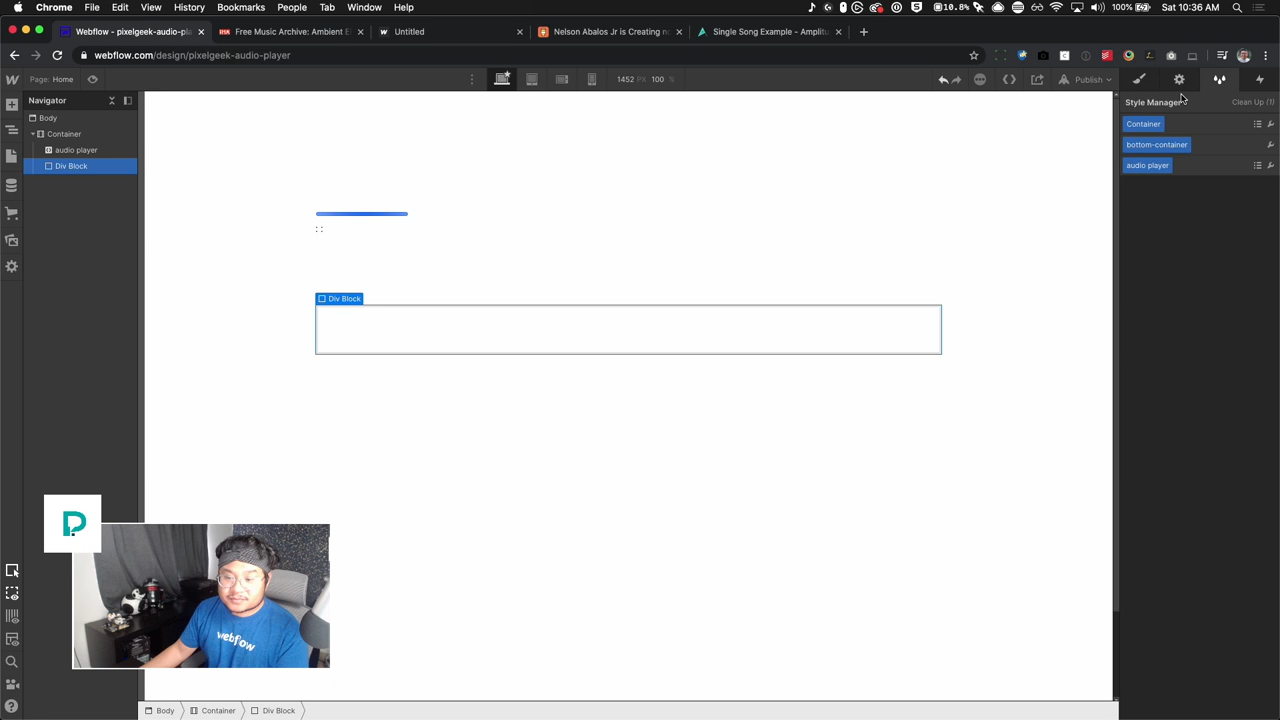 Chrome File Edit View History Bookmarks People Tab Window Help 10.8% 100% Sat 10:36 AM
Webflow - pixelgeek-audio-pla Free Music Archive: Ambient E Untitled Nelson Abalos Jr is Creating n Single Song Example - Amplitu
webflow.com/design/pixelgeek-audio-player
Page: Home 1452 PX 100 % Publish
Navigator
Style Manager Clean Up (1)
Body
Container
audio player
Div Block
Container
bottom-container
audio player
: :
Div Block
webflow
Body Container Div Block